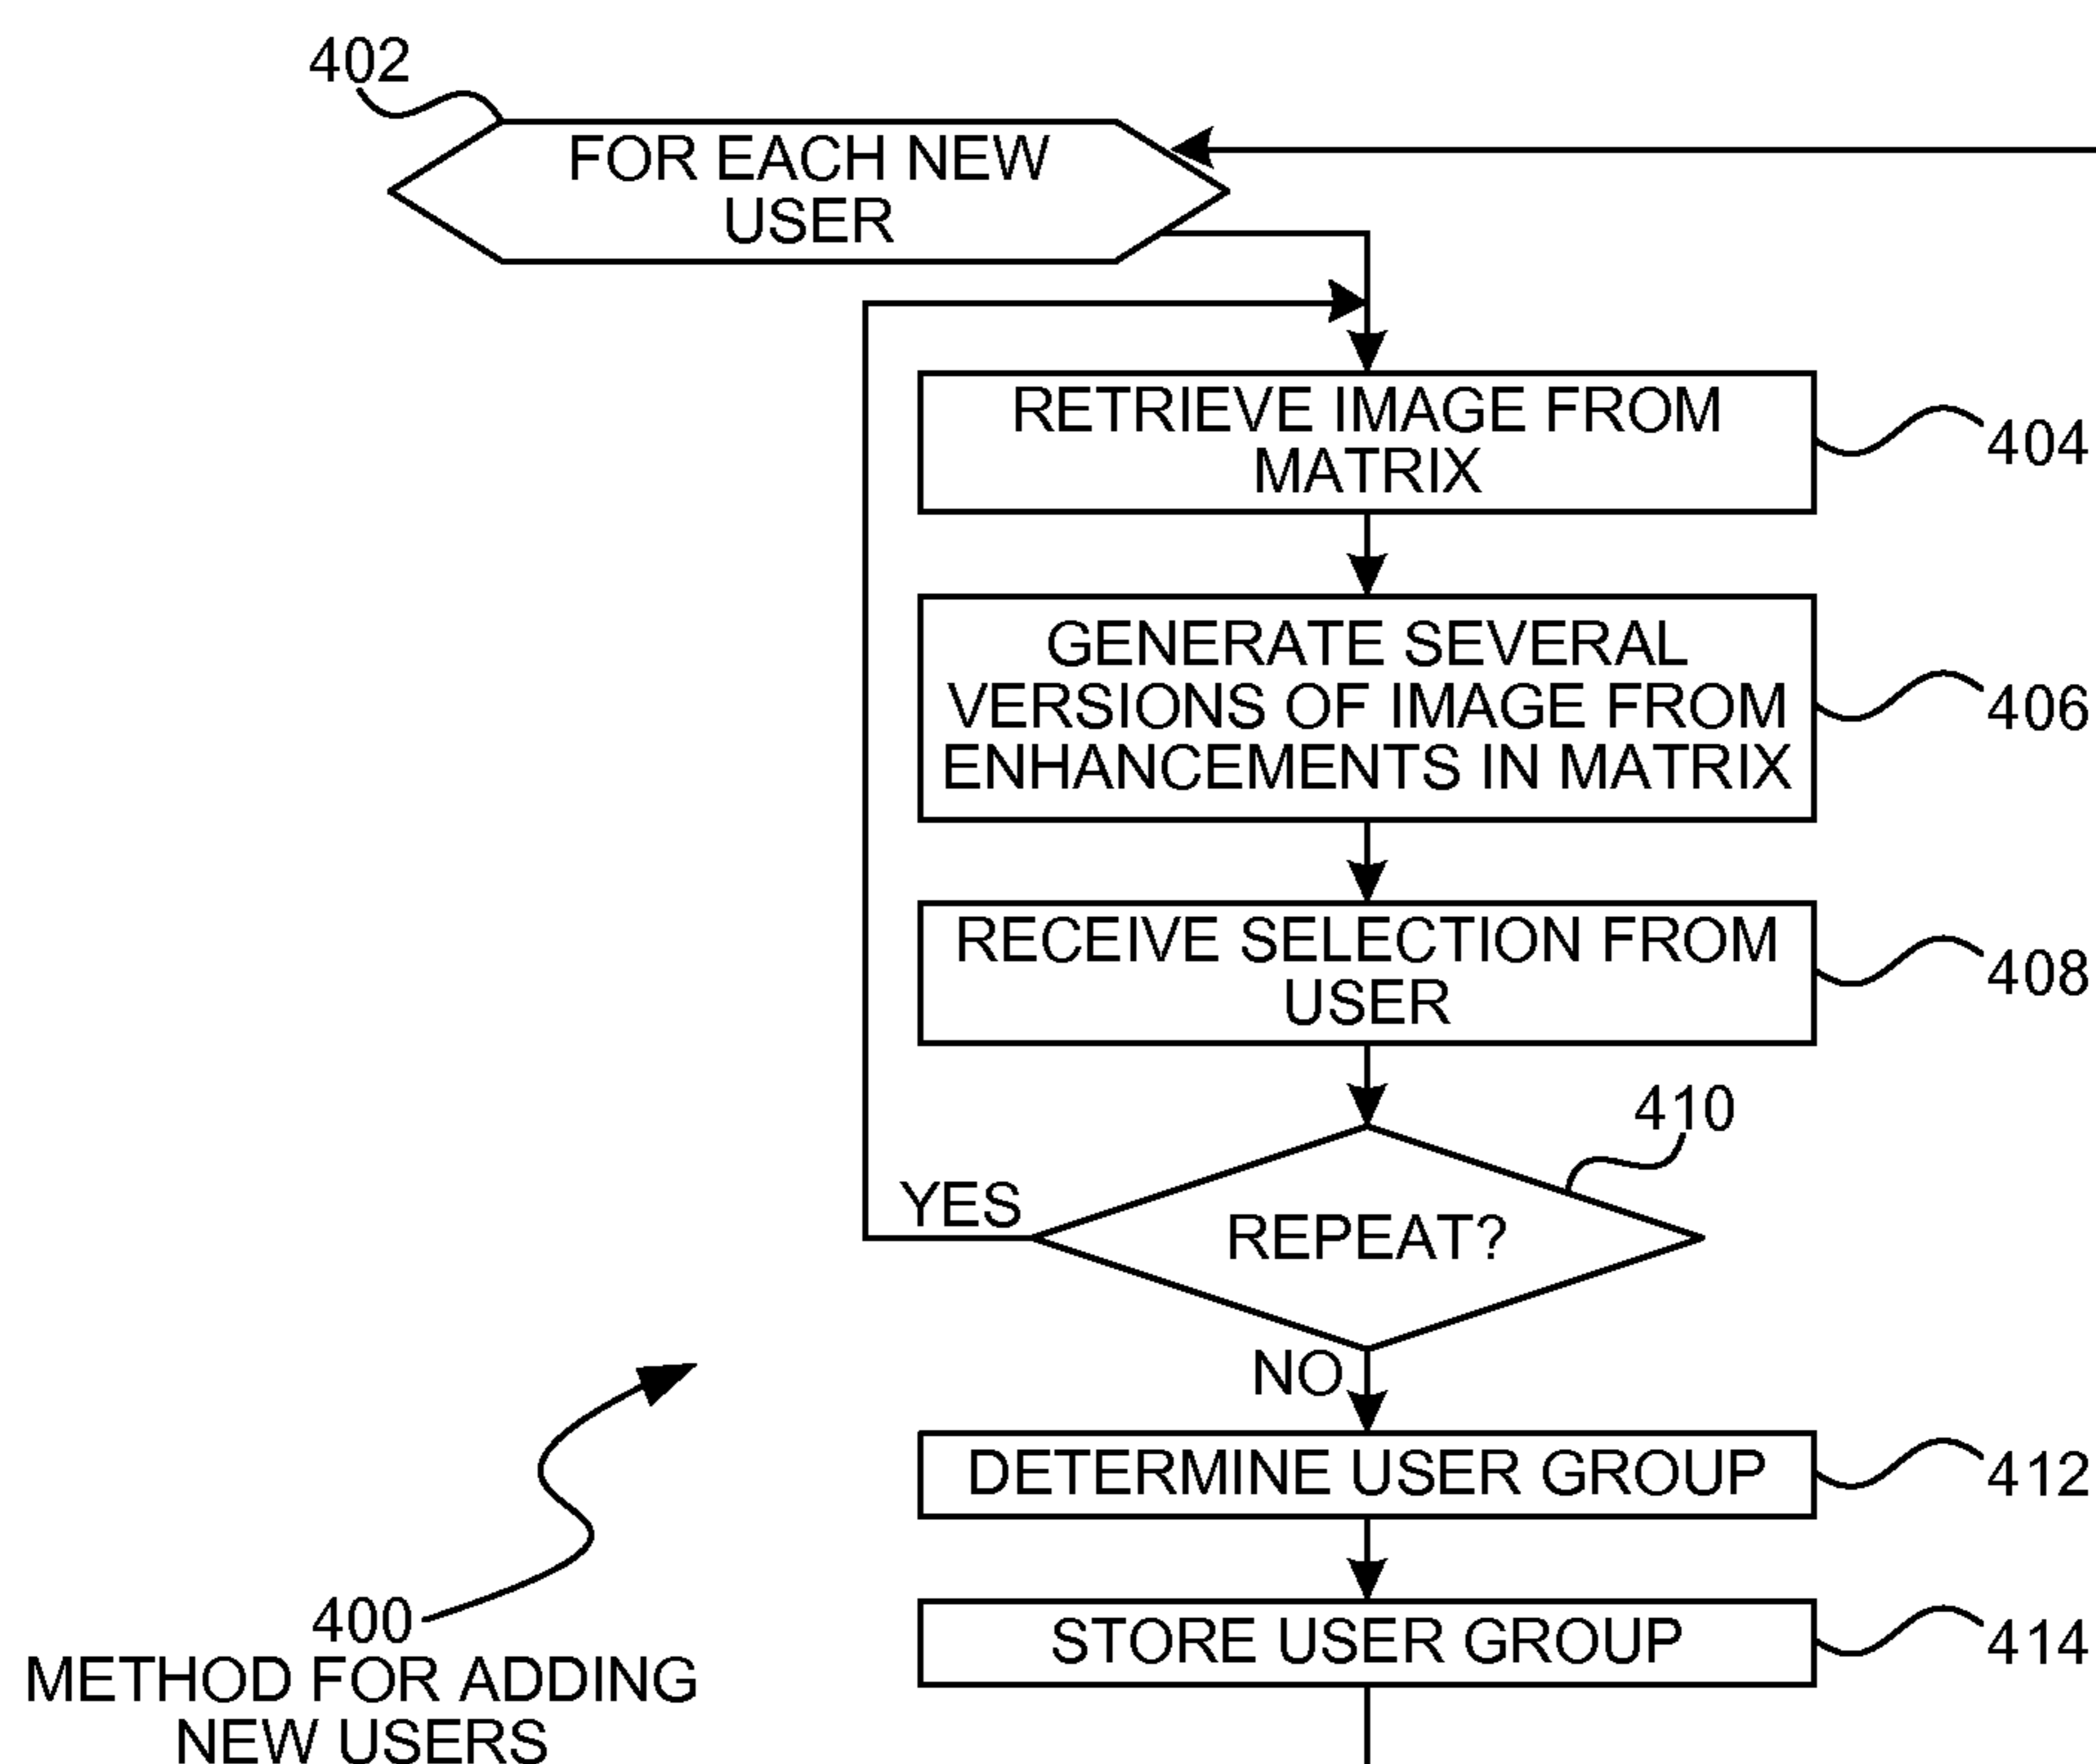 402
FOR EACH NEW
USER
RETRIEVE IMAGE FROM
MATRIX
404
GENERATE SEVERAL
VERSIONS OF IMAGE FROM
ENHANCEMENTS IN MATRIX
406
RECEIVE SELECTION FROM
USER
408
410
YES
REPEAT?
NO
DETERMINE USER GROUP
412
STORE USER GROUP
414
400
METHOD FOR ADDING
NEW USERS